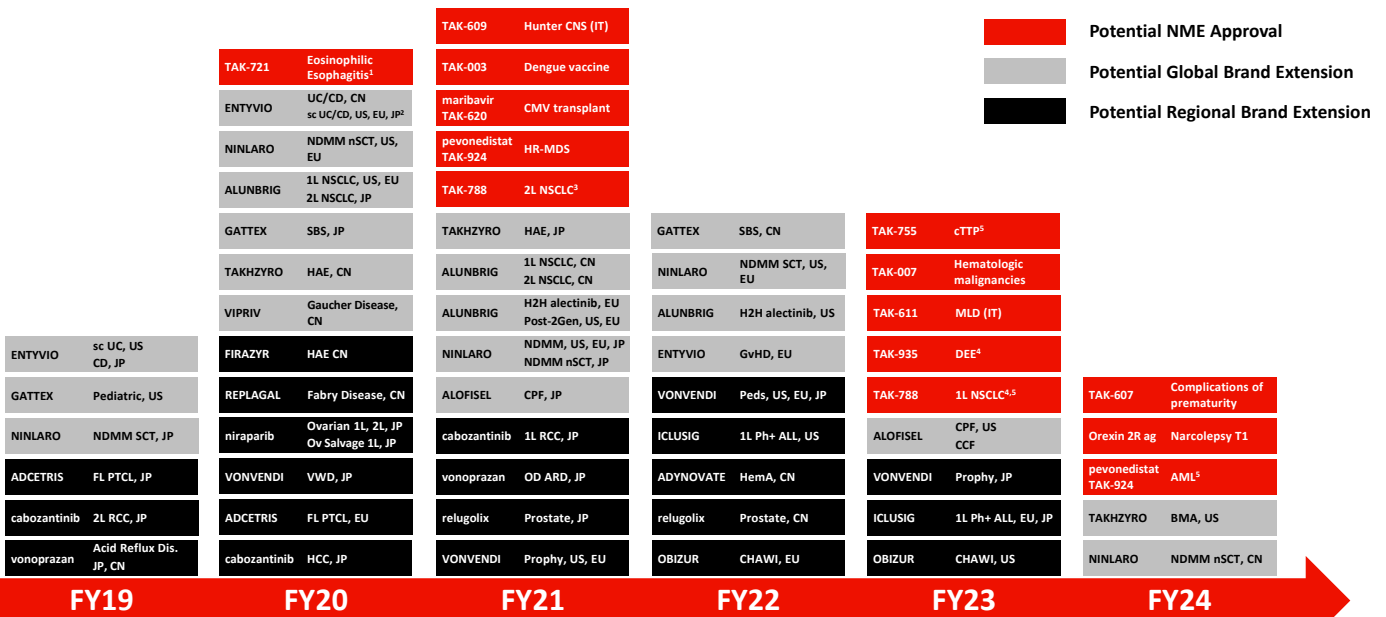 Potential NME Approval
Potential Global Brand Extension
Potential Regional Brand Extension
ENTYVIO sc UC, US
CD, JP
GATTEX Pediatric, US
NINLARO NDMM SCT, JP
ADCETRIS FL PTCL, JP
cabozantinib 2L RCC, JP
vonoprazan Acid Reflux Dis.
JP, CN
FY19
TAK-721 Eosinophilic
Esophagitis¹
ENTYVIO UC/CD, CN
sc UC/CD, US, EU, JP²
NINLARO NDMM nSCT, US,
EU
ALUNBRIG 1L NSCLC, US, EU
2L NSCLC, JP
GATTEX SBS, JP
TAKHZYRO HAE, CN
VIPRIV Gaucher Disease,
CN
FIRAZYR HAE CN
REPLAGAL Fabry Disease, CN
niraparib Ovarian 1L, 2L, JP
Ov Salvage 1L, JP
VONVENDI VWD, JP
ADCETRIS FL PTCL, EU
cabozantinib HCC, JP
FY20
TAK-609 Hunter CNS (IT)
TAK-003 Dengue vaccine
maribavir
TAK-620 CMV transplant
pevonedistat
TAK-924 HR-MDS
TAK-788 2L NSCLC³
TAKHZYRO HAE, JP
ALUNBRIG 1L NSCLC, CN
2L NSCLC, CN
ALUNBRIG H2H alectinib, EU
Post-2Gen, US, EU
NINLARO NDMM, US, EU, JP
NDMM nSCT, JP
ALOFISEL CPF, JP
cabozantinib 1L RCC, JP
vonoprazan OD ARD, JP
relugolix Prostate, JP
VONVENDI Prophy, US, EU
FY21
GATTEX SBS, CN
NINLARO NDMM SCT, US,
EU
ALUNBRIG H2H alectinib, US
ENTYVIO GvHD, EU
VONVENDI Peds, US, EU, JP
ICLUSIG 1L Ph+ ALL, US
ADYNOVATE HemA, CN
relugolix Prostate, CN
OBIZUR CHAWI, EU
FY22
TAK-755 cTTP⁵
TAK-007 Hematologic
malignancies
TAK-611 MLD (IT)
TAK-935 DEE⁴
TAK-788 1L NSCLC⁴,⁵
ALOFISEL CPF, US
CCF
VONVENDI Prophy, JP
ICLUSIG 1L Ph+ ALL, EU, JP
OBIZUR CHAWI, US
FY23
TAK-607 Complications of
prematurity
Orexin 2R ag Narcolepsy T1
pevonedistat
TAK-924 AML⁵
TAKHZYRO BMA, US
NINLARO NDMM nSCT, CN
FY24